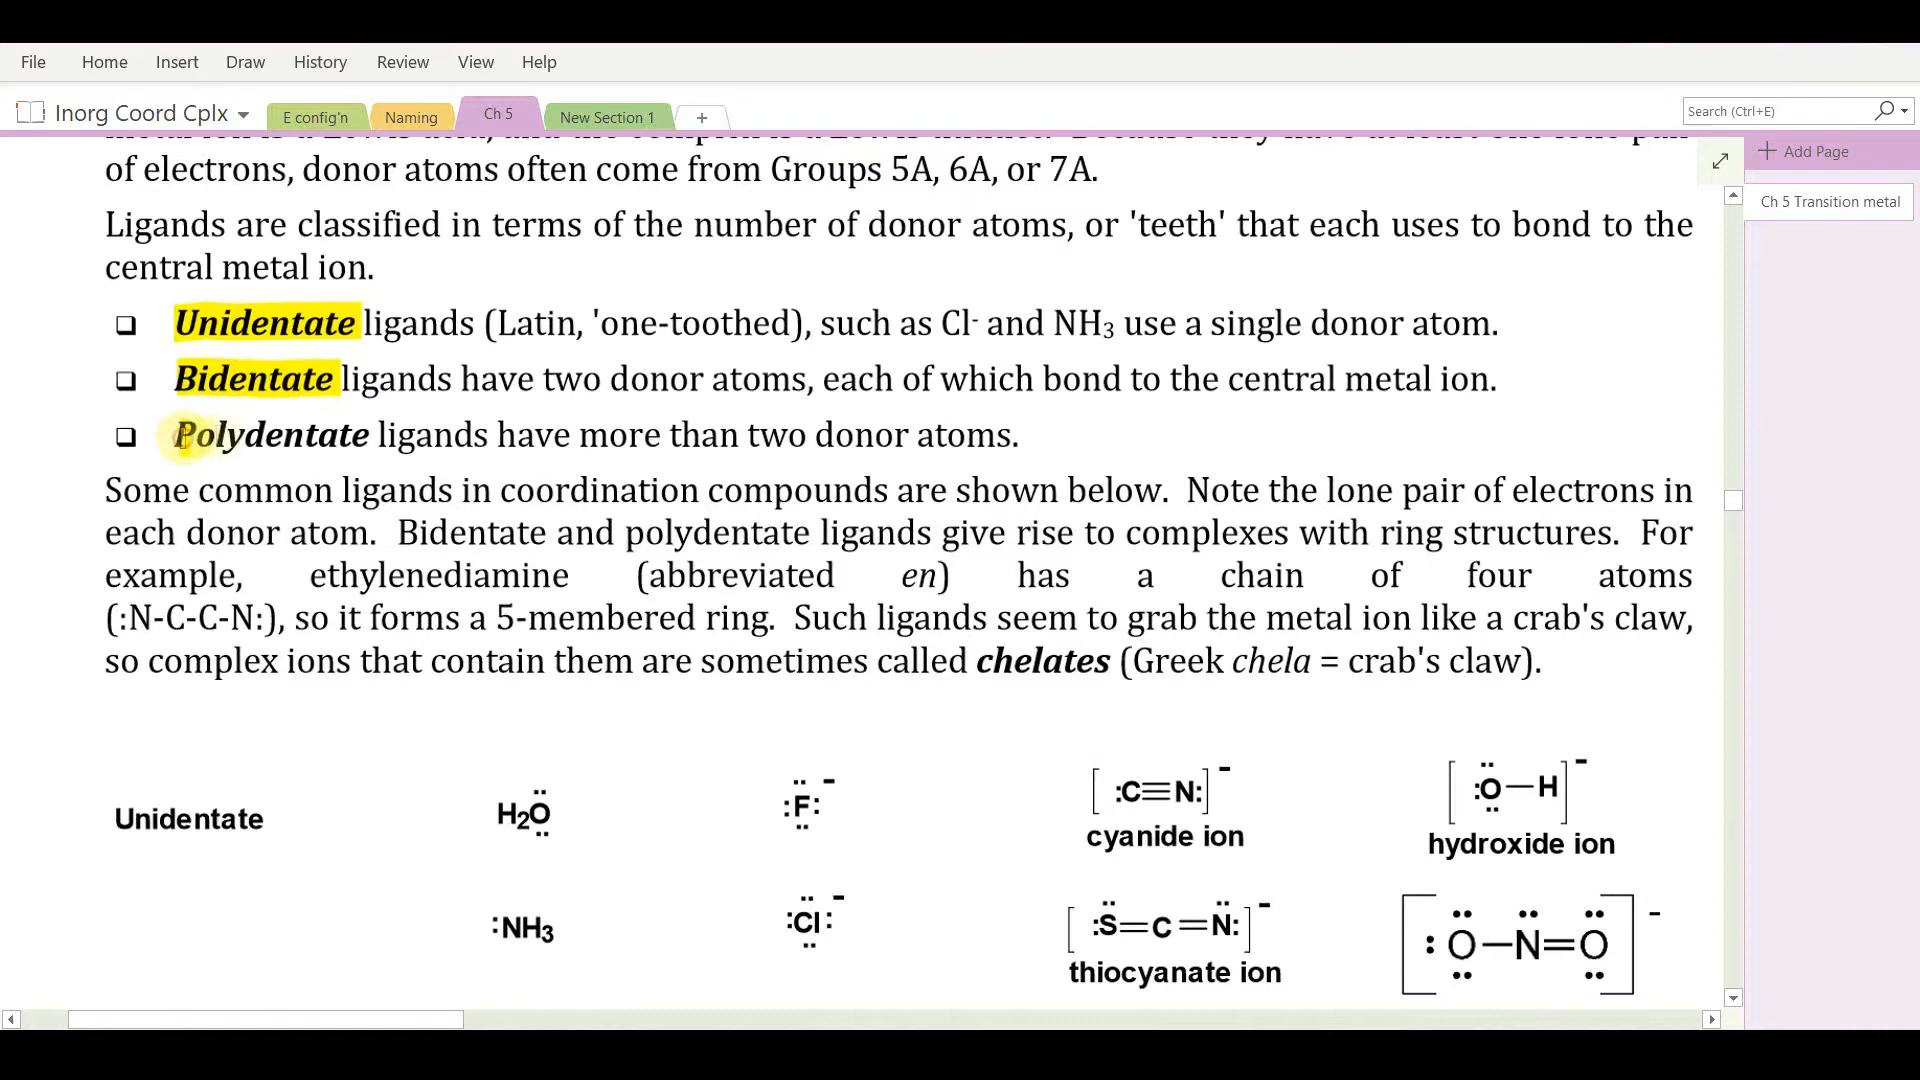 File Home Insert Draw History Review View Help
Inorg Coord Cplx E config'n Naming Ch 5 New Section 1 + Search (Ctrl+E)
Add Page
Ch 5 Transition metal
of electrons, donor atoms often come from Groups 5A, 6A, or 7A.
Ligands are classified in terms of the number of donor atoms, or 'teeth' that each uses to bond to the
central metal ion.
Unidentate ligands (Latin, 'one-toothed), such as Cl- and NH3 use a single donor atom.
Bidentate ligands have two donor atoms, each of which bond to the central metal ion.
Polydentate ligands have more than two donor atoms.
Some common ligands in coordination compounds are shown below. Note the lone pair of electrons in
each donor atom. Bidentate and polydentate ligands give rise to complexes with ring structures. For
example, ethylenediamine (abbreviated en) has a chain of four atoms
(:N-C-C-N:), so it forms a 5-membered ring. Such ligands seem to grab the metal ion like a crab's claw,
so complex ions that contain them are sometimes called chelates (Greek chela = crab's claw).
Unidentate H2O :F:- [:C≡N:]- [:O—H]-
cyanide ion hydroxide ion
:NH3 :Cl:- [:S=C=N:]- [:O—N=O]-
thiocyanate ion